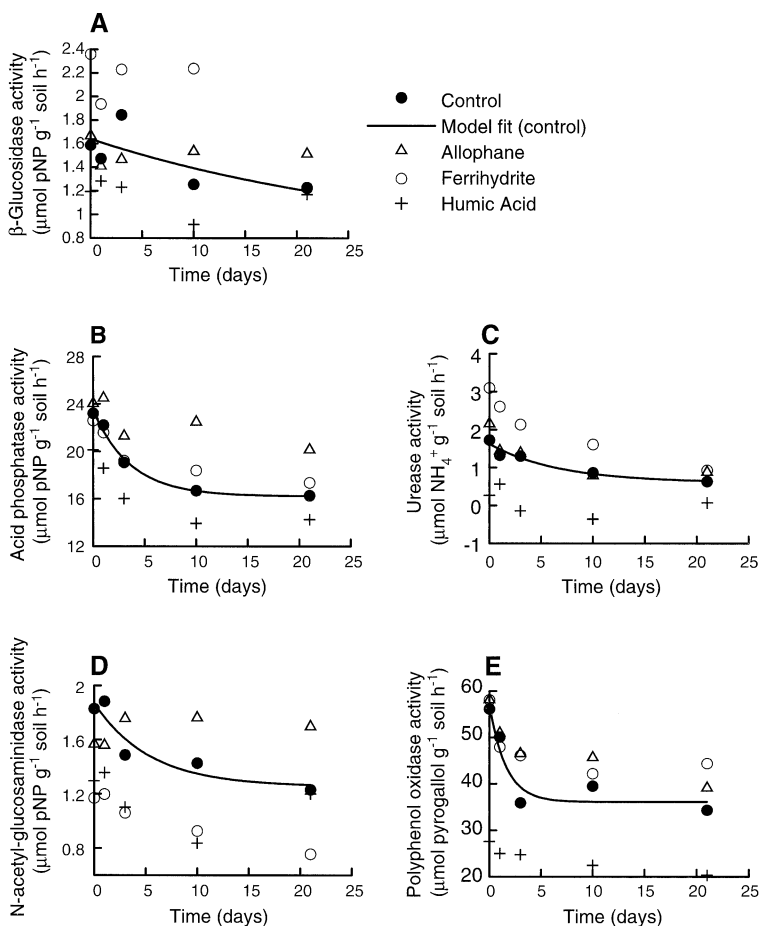 A
β-Glucosidase activity
(μmol pNP g-1 soil h-1)
2.4
2.2
2
1.8
1.6
1.4
1.2
1
0.8
0 5 10 15 20 25
Time (days)
Control
Model fit (control)
Allophane
Ferrihydrite
Humic Acid
B
Acid phosphatase activity
(μmol pNP g-1 soil h-1)
28
24
20
16
12
0 5 10 15 20 25
Time (days)
C
Urease activity
(μmol NH4+ g-1 soil h-1)
4
3
2
1
0
-1
0 5 10 15 20 25
Time (days)
D
N-acetyl-glucosaminidase activity
(μmol pNP g-1 soil h-1)
2
1.6
1.2
0.8
0 5 10 15 20 25
Time (days)
E
Polyphenol oxidase activity
(μmol pyrogallol g-1 soil h-1)
60
50
40
30
20
0 5 10 15 20 25
Time (days)